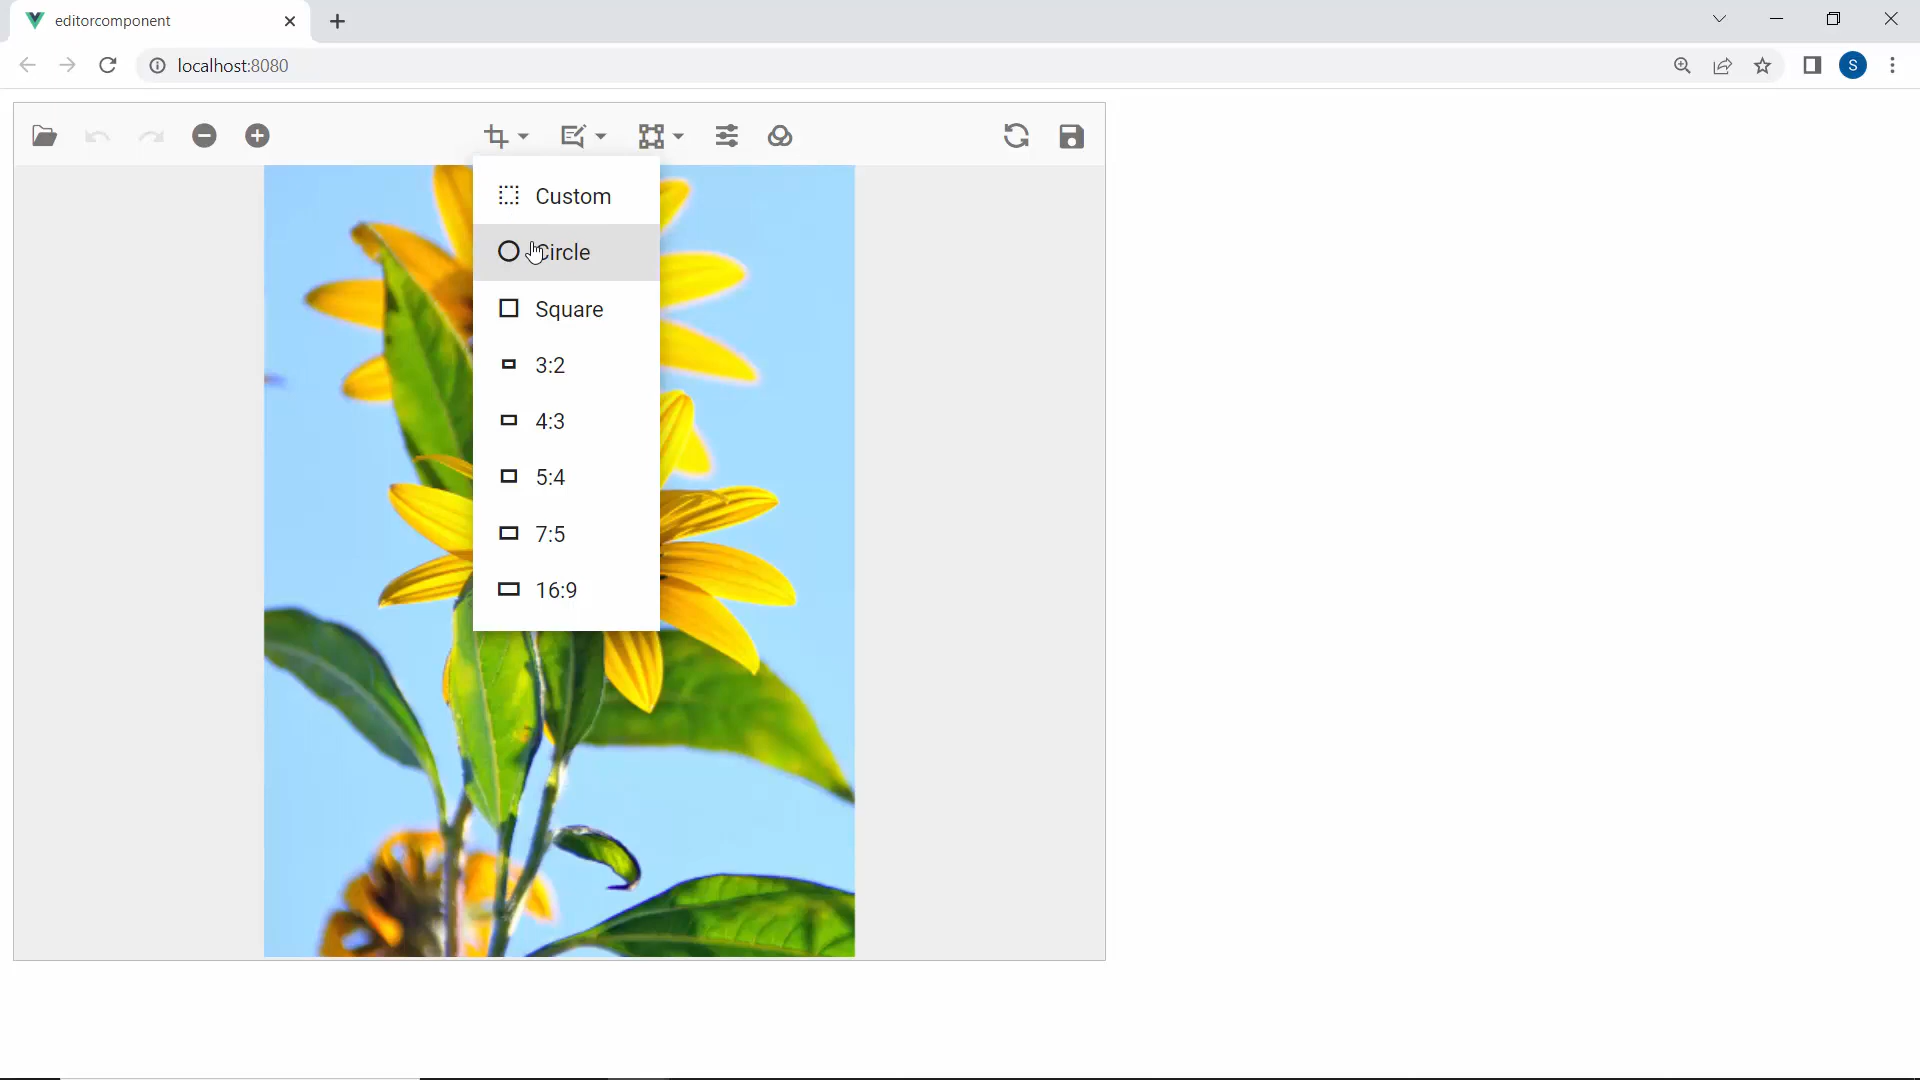 editorcomponent
localhost:8080
S
Custom
Circle
Square
3:2
4:3
5:4
7:5
16:9